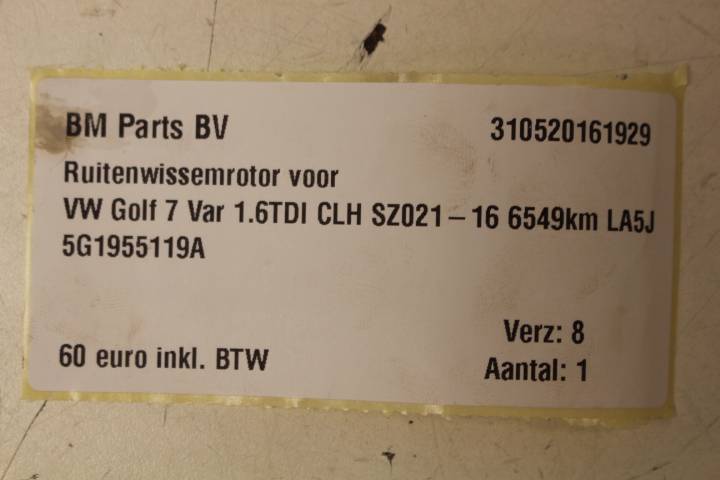 BM Parts BV 310520161929
Ruitenwissemrotor voor
VW Golf 7 Var 1.6TDI CLH SZ021-16 6549km LA5J
5G1955119A
Verz: 8
60 euro inkl. BTW Aantal: 1